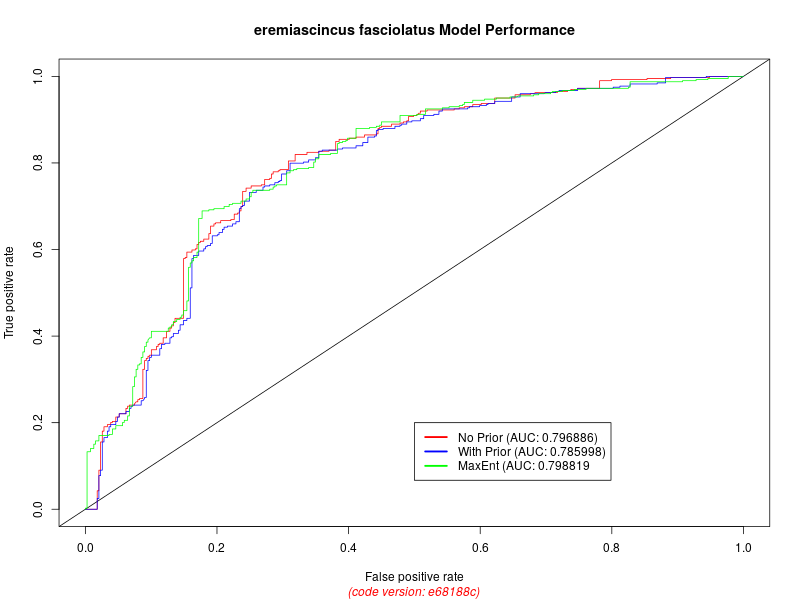 eremiascincus fasciolatus Model Performance
1.0
0.8
0.6
0.4
0.2
0.0
True positive rate
No Prior (AUC: 0.796886)
With Prior (AUC: 0.785998)
MaxEnt (AUC: 0.798819
0.0 0.2 0.4 0.6 0.8 1.0
False positive rate
(code version: e68188c)